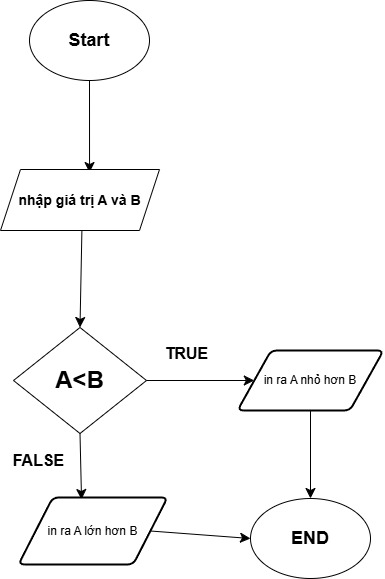 Start
nhập giá trị A và B
A<B
TRUE
in ra A nhỏ hơn B
FALSE
in ra A lớn hơn B
END